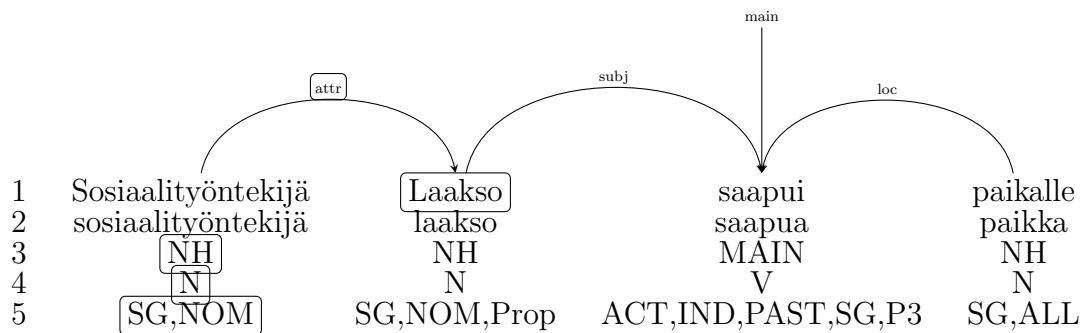 main
subj
attr
loc
1 Sosiaalityöntekijä Laakso saapui paikalle
2 sosiaalityöntekijä laakso saapua paikka
3 NH NH MAIN NH
4 N N V N
5 SG,NOM SG,NOM,Prop ACT,IND,PAST,SG,P3 SG,ALL